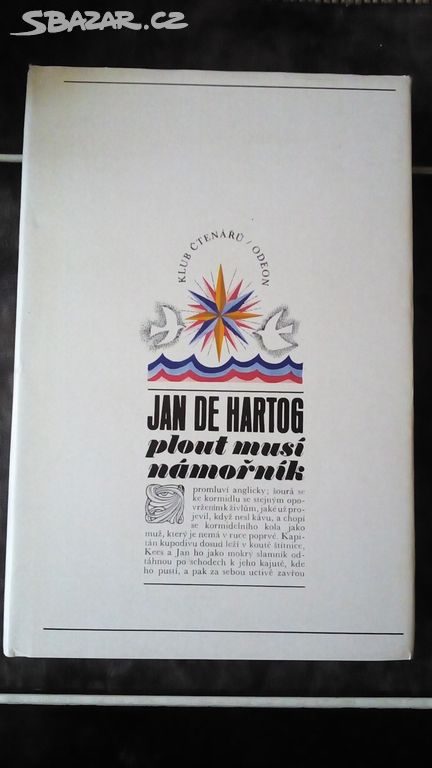 SBAZAR.CZ
KLUB ČTENÁŘŮ / ODEON
JAN DE HARTOG
plout musí
námořník
promluví anglicky; šourá se
ke kormidlu se stejným opo-
vržením k živlům, jaké už pro-
jevil, když nesl kávu, a chopí
se kormidelního kola jako
muž, který je nemá v ruce poprvé. Kapi-
tán kupodivu dosud leží v koutě štítnice,
Kees a Jan ho jako mokrý slamník od-
táhnou po schodech k jeho kajutě, kde
ho pustí, a pak za sebou uctivě zavřou